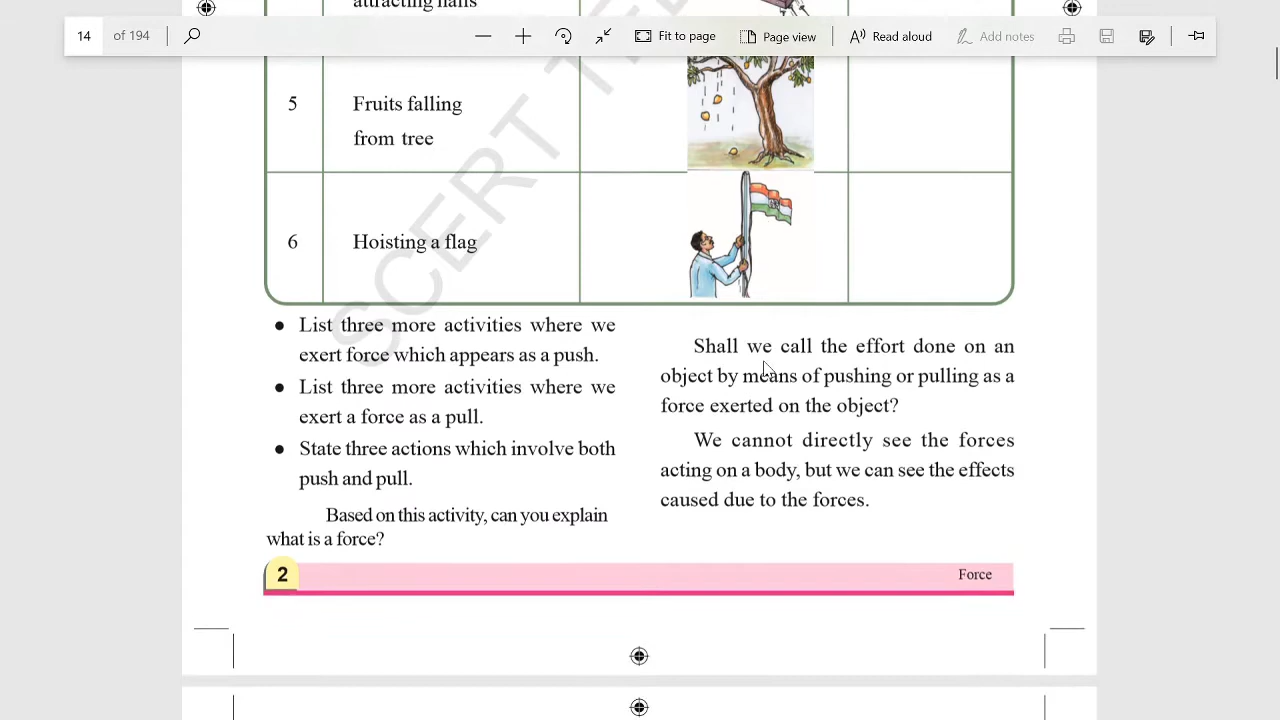 attracting nails
14 of 194 Fit to page Page view Read aloud Add notes
5 Fruits falling
from tree
6 Hoisting a flag
SCERT TE
● List three more activities where we
exert force which appears as a push.
● List three more activities where we
exert a force as a pull.
● State three actions which involve both
push and pull.
Based on this activity, can you explain
what is a force?
Shall we call the effort done on an
object by means of pushing or pulling as a
force exerted on the object?
We cannot directly see the forces
acting on a body, but we can see the effects
caused due to the forces.
2 Force